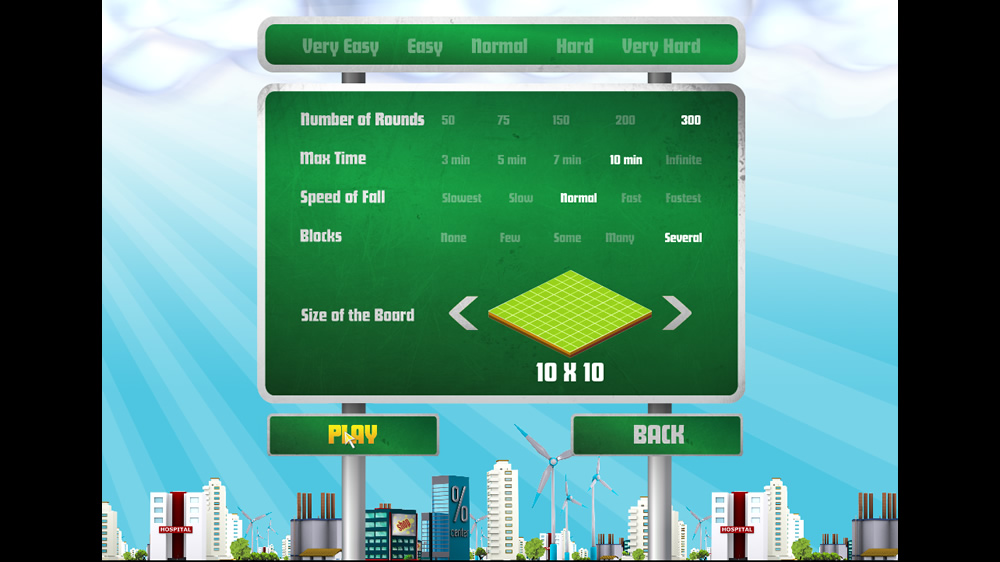 Very Easy Easy Normal Hard Very Hard
Number of Rounds 50 75 150 200 300
Max Time 3 min 5 min 7 min 10 min Infinite
Speed of Fall Slowest Slow Normal Fast Fastest
Blocks None Few Some Many Several
Size of the Board
10 X 10
PLAY BACK
%
Center
HOSPITAL HOSPITAL